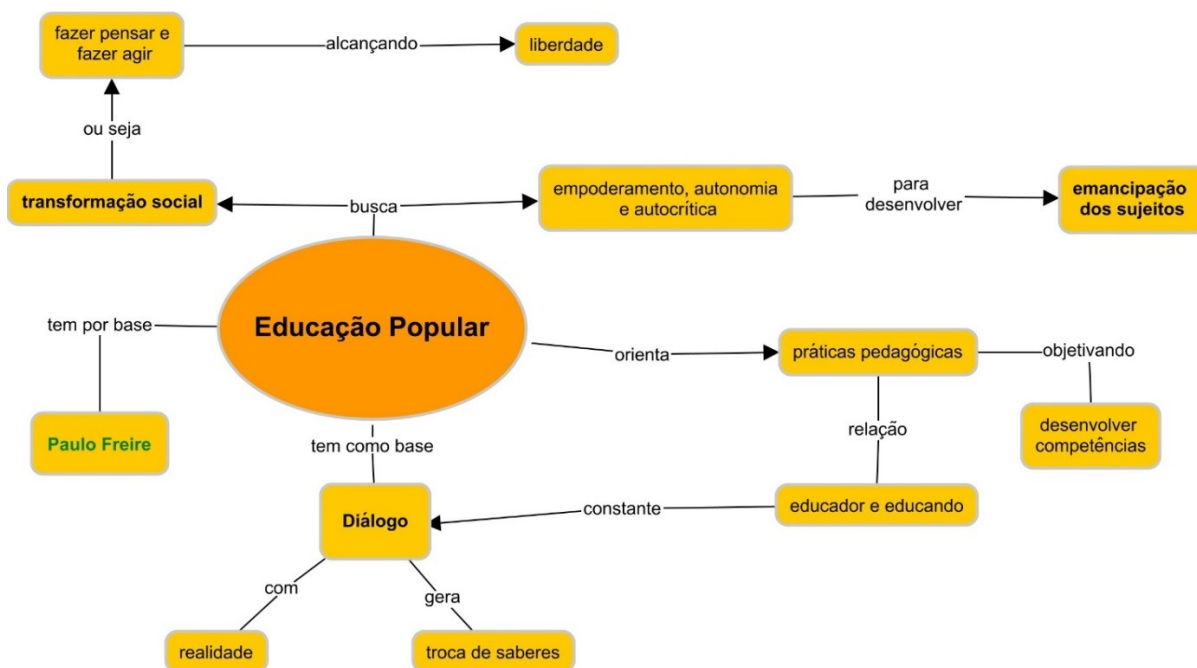 fazer pensar e
fazer agir
alcançando
liberdade
ou seja
transformação social
busca
empoderamento, autonomia
e autocrítica
para
desenvolver
emancipação
dos sujeitos
Educação Popular
tem por base
Paulo Freire
orienta
práticas pedagógicas
objetivando
desenvolver
competências
relação
educador e educando
constante
tem como base
Diálogo
com
realidade
gera
troca de saberes